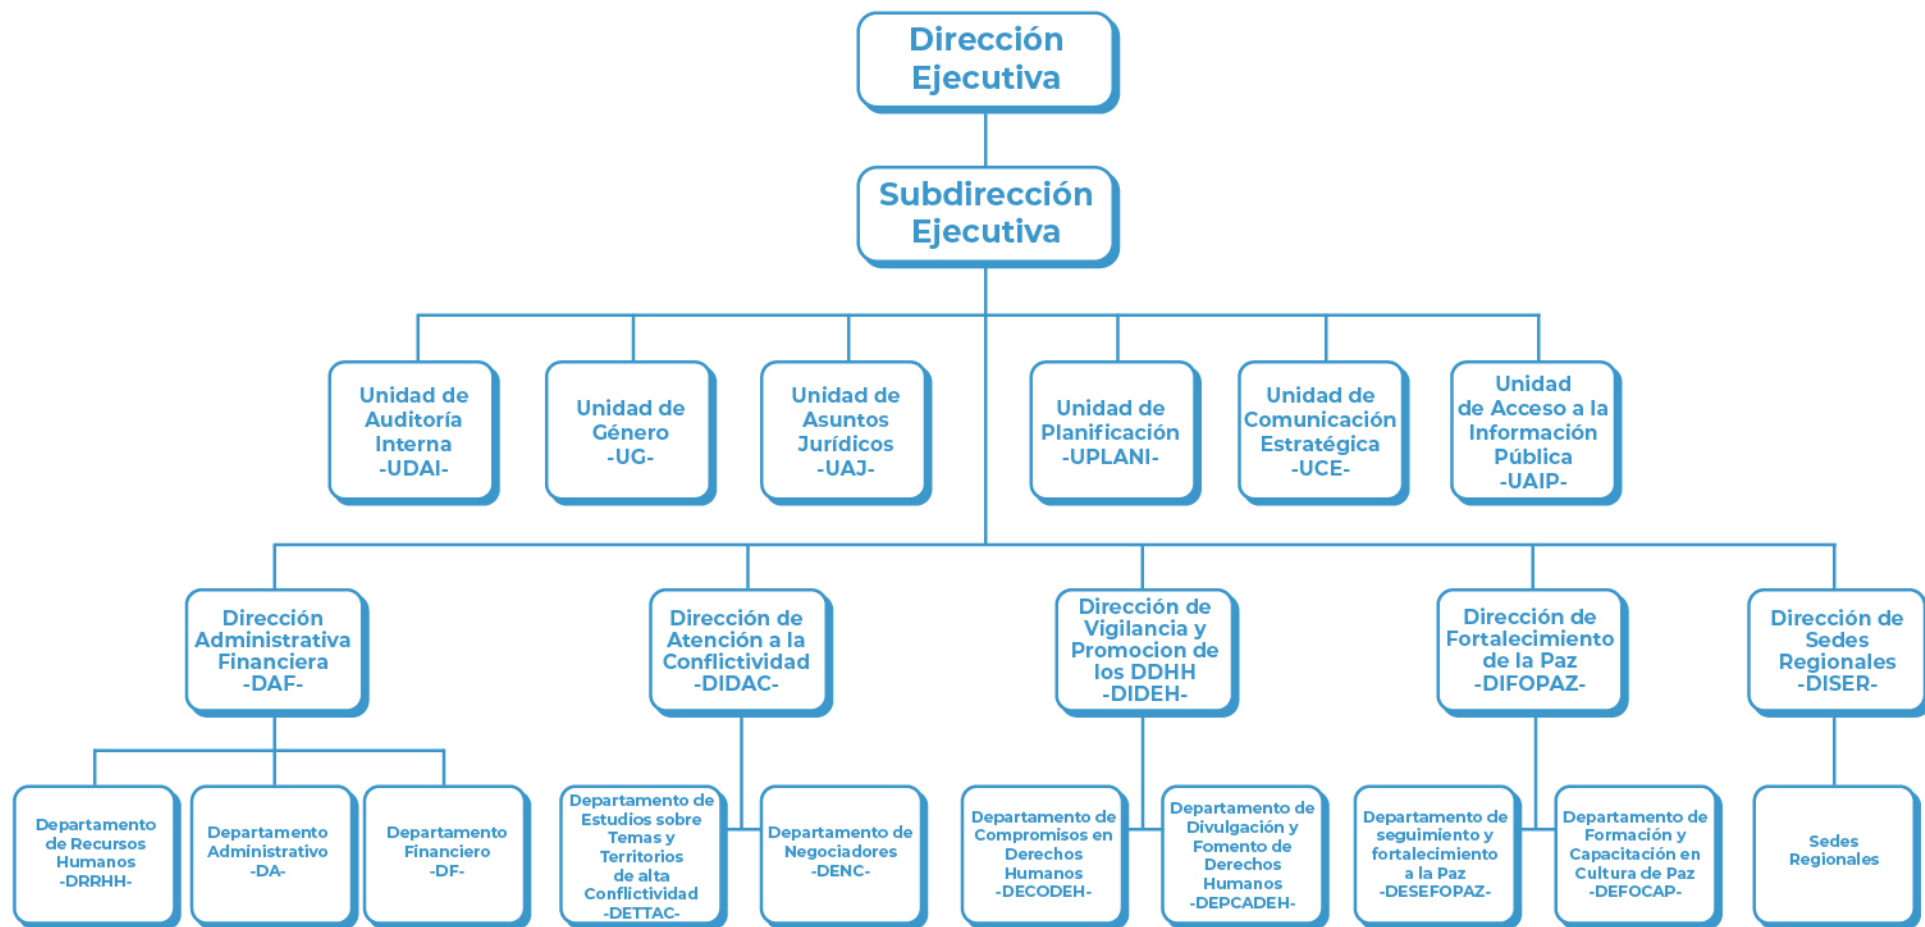 Dirección
Ejecutiva
Subdirección
Ejecutiva
Unidad de
Auditoría
Interna
-UDAI-
Unidad de
Género
-UG-
Unidad de
Asuntos
Jurídicos
-UAJ-
Unidad de
Planificación
-UPLANI-
Unidad de
Comunicación
Estratégica
-UCE-
Unidad
de Acceso a la
Información
Pública
-UAIP-
Dirección
Administrativa
Financiera
-DAF-
Dirección de
Atención a la
Conflictividad
-DIDAC-
Dirección de
Vigilancia y
Promocion de
los DDHH
-DIDEH-
Dirección de
Fortalecimiento
de la Paz
-DIFOPAZ-
Dirección de
Sedes
Regionales
-DISER-
Departamento
de Recursos
Humanos
-DRRHH-
Departamento
Administrativo
-DA-
Departamento
Financiero
-DF-
Departamento de
Estudios sobre
Temas y
Territorios
de alta
Conflictividad
-DETTAC-
Departamento de
Negociadores
-DENC-
Departamento de
Compromisos en
Derechos
Humanos
-DECODEH-
Departamento de
Divulgación y
Fomento de
Derechos
Humanos
-DEPCADEH-
Departamento de
seguimiento y
fortalecimiento
a la Paz
-DESEFOPAZ-
Departamento de
Formación y
Capacitación en
Cultura de Paz
-DEFOCAP-
Sedes
Regionales